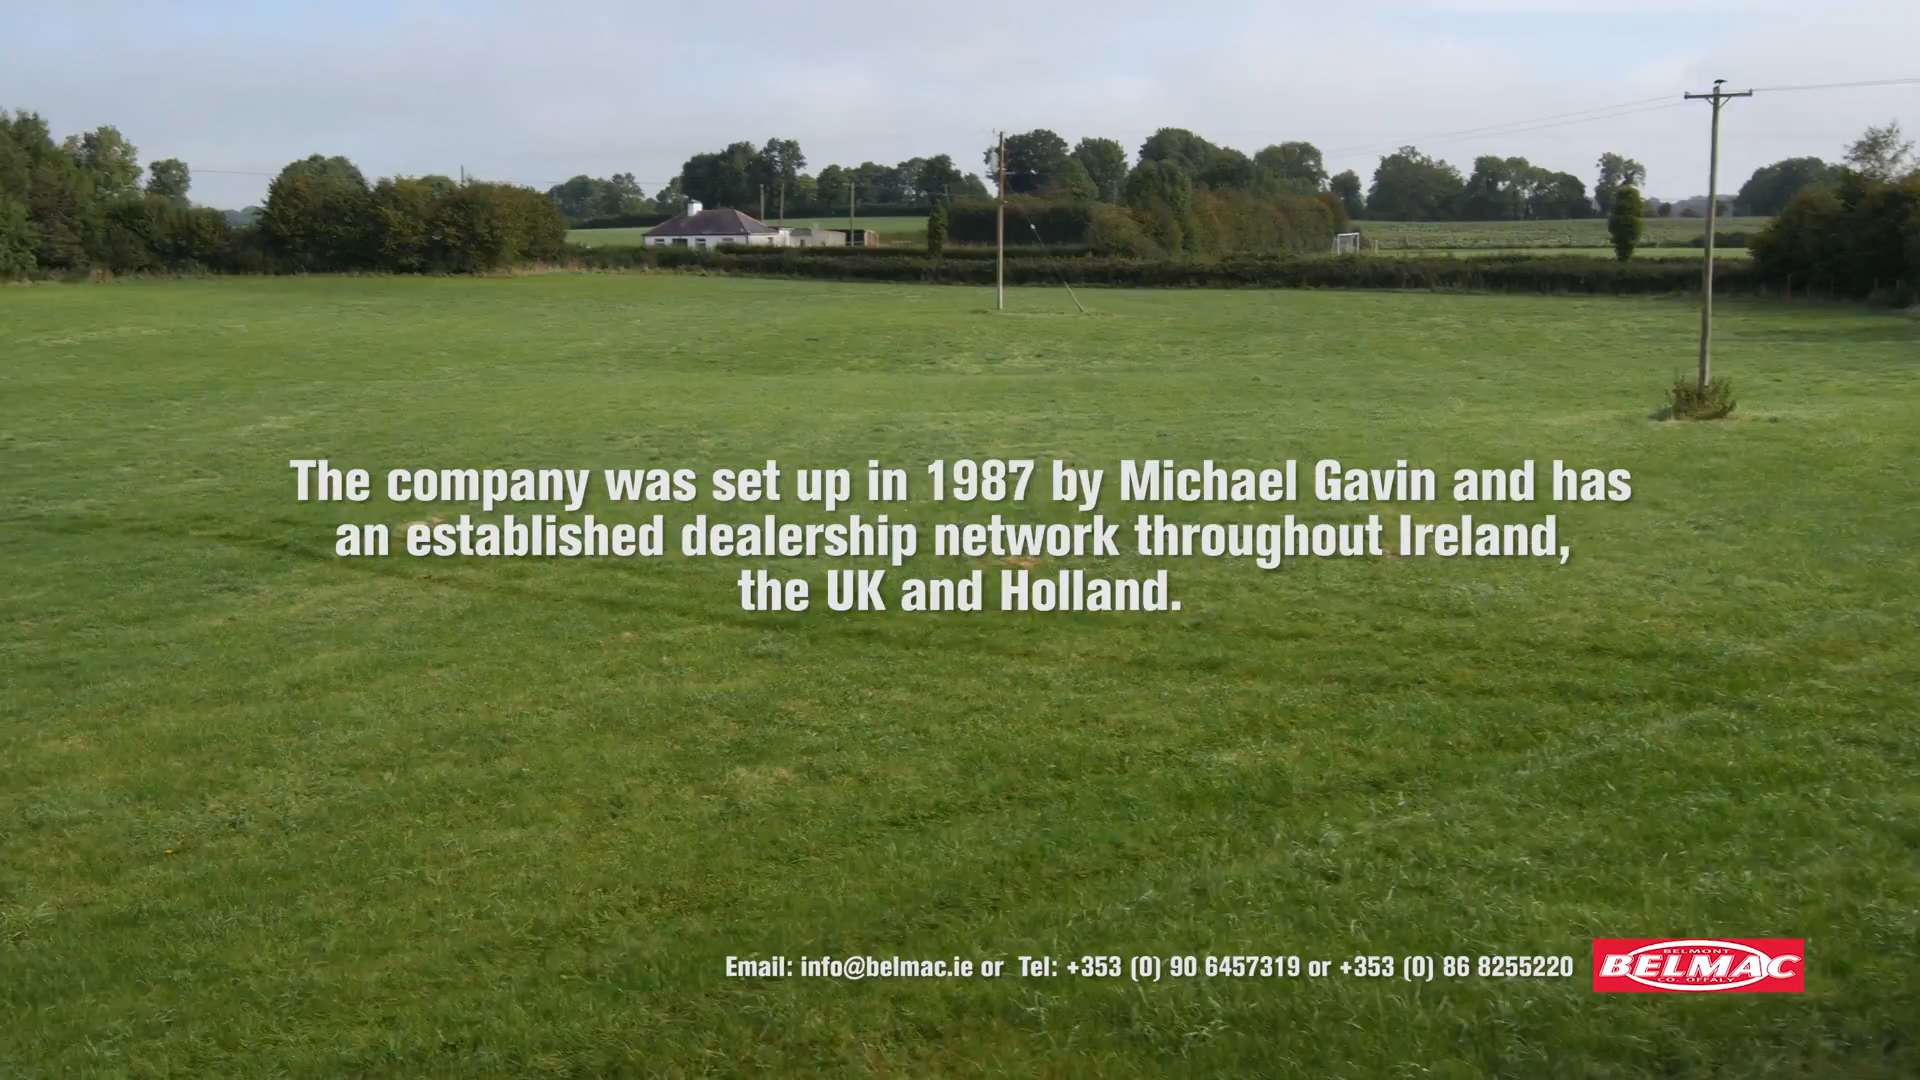 The company was set up in 1987 by Michael Gavin and has
an established dealership network throughout Ireland,
the UK and Holland.
Email: info@belmac.ie or Tel: +353 (0) 90 6457319 or +353 (0) 86 8255220
BELMONT
BELMAC
CO. OFFALY